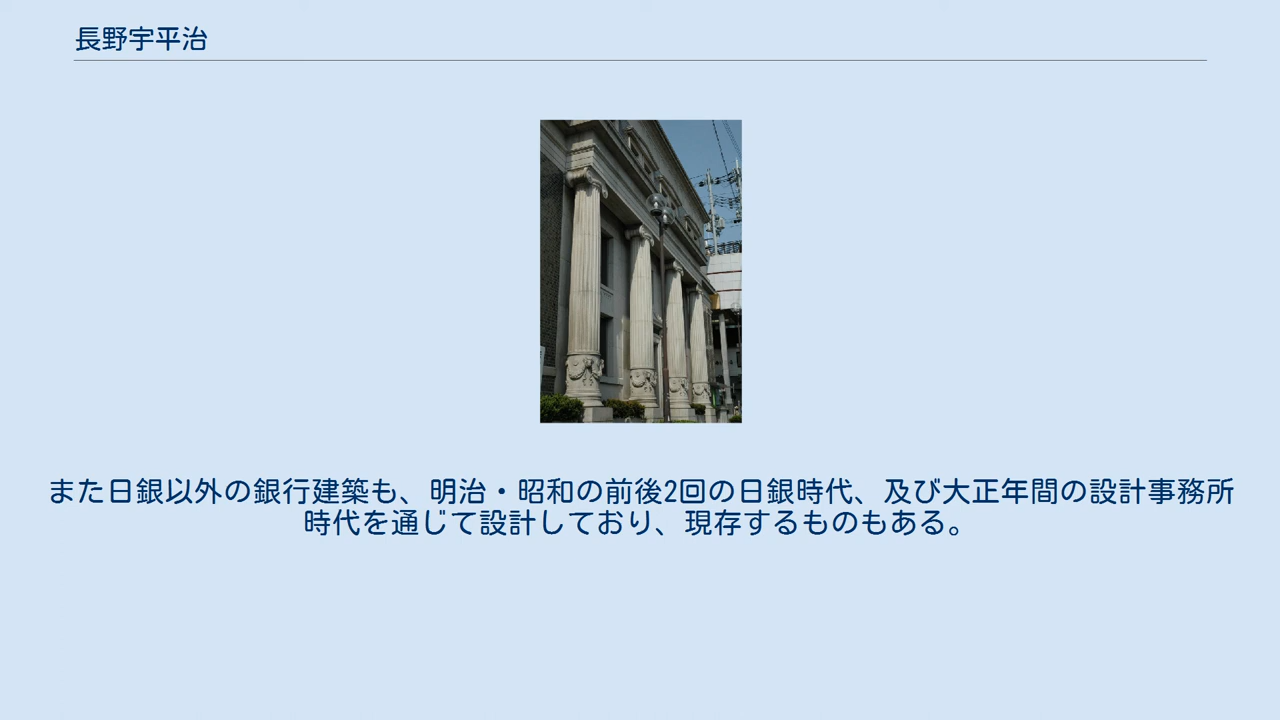 長野宇平治
また日銀以外の銀行建築も、明治・昭和の前後2回の日銀時代、及び大正年間の設計事務所
時代を通じて設計しており、現存するものもある。